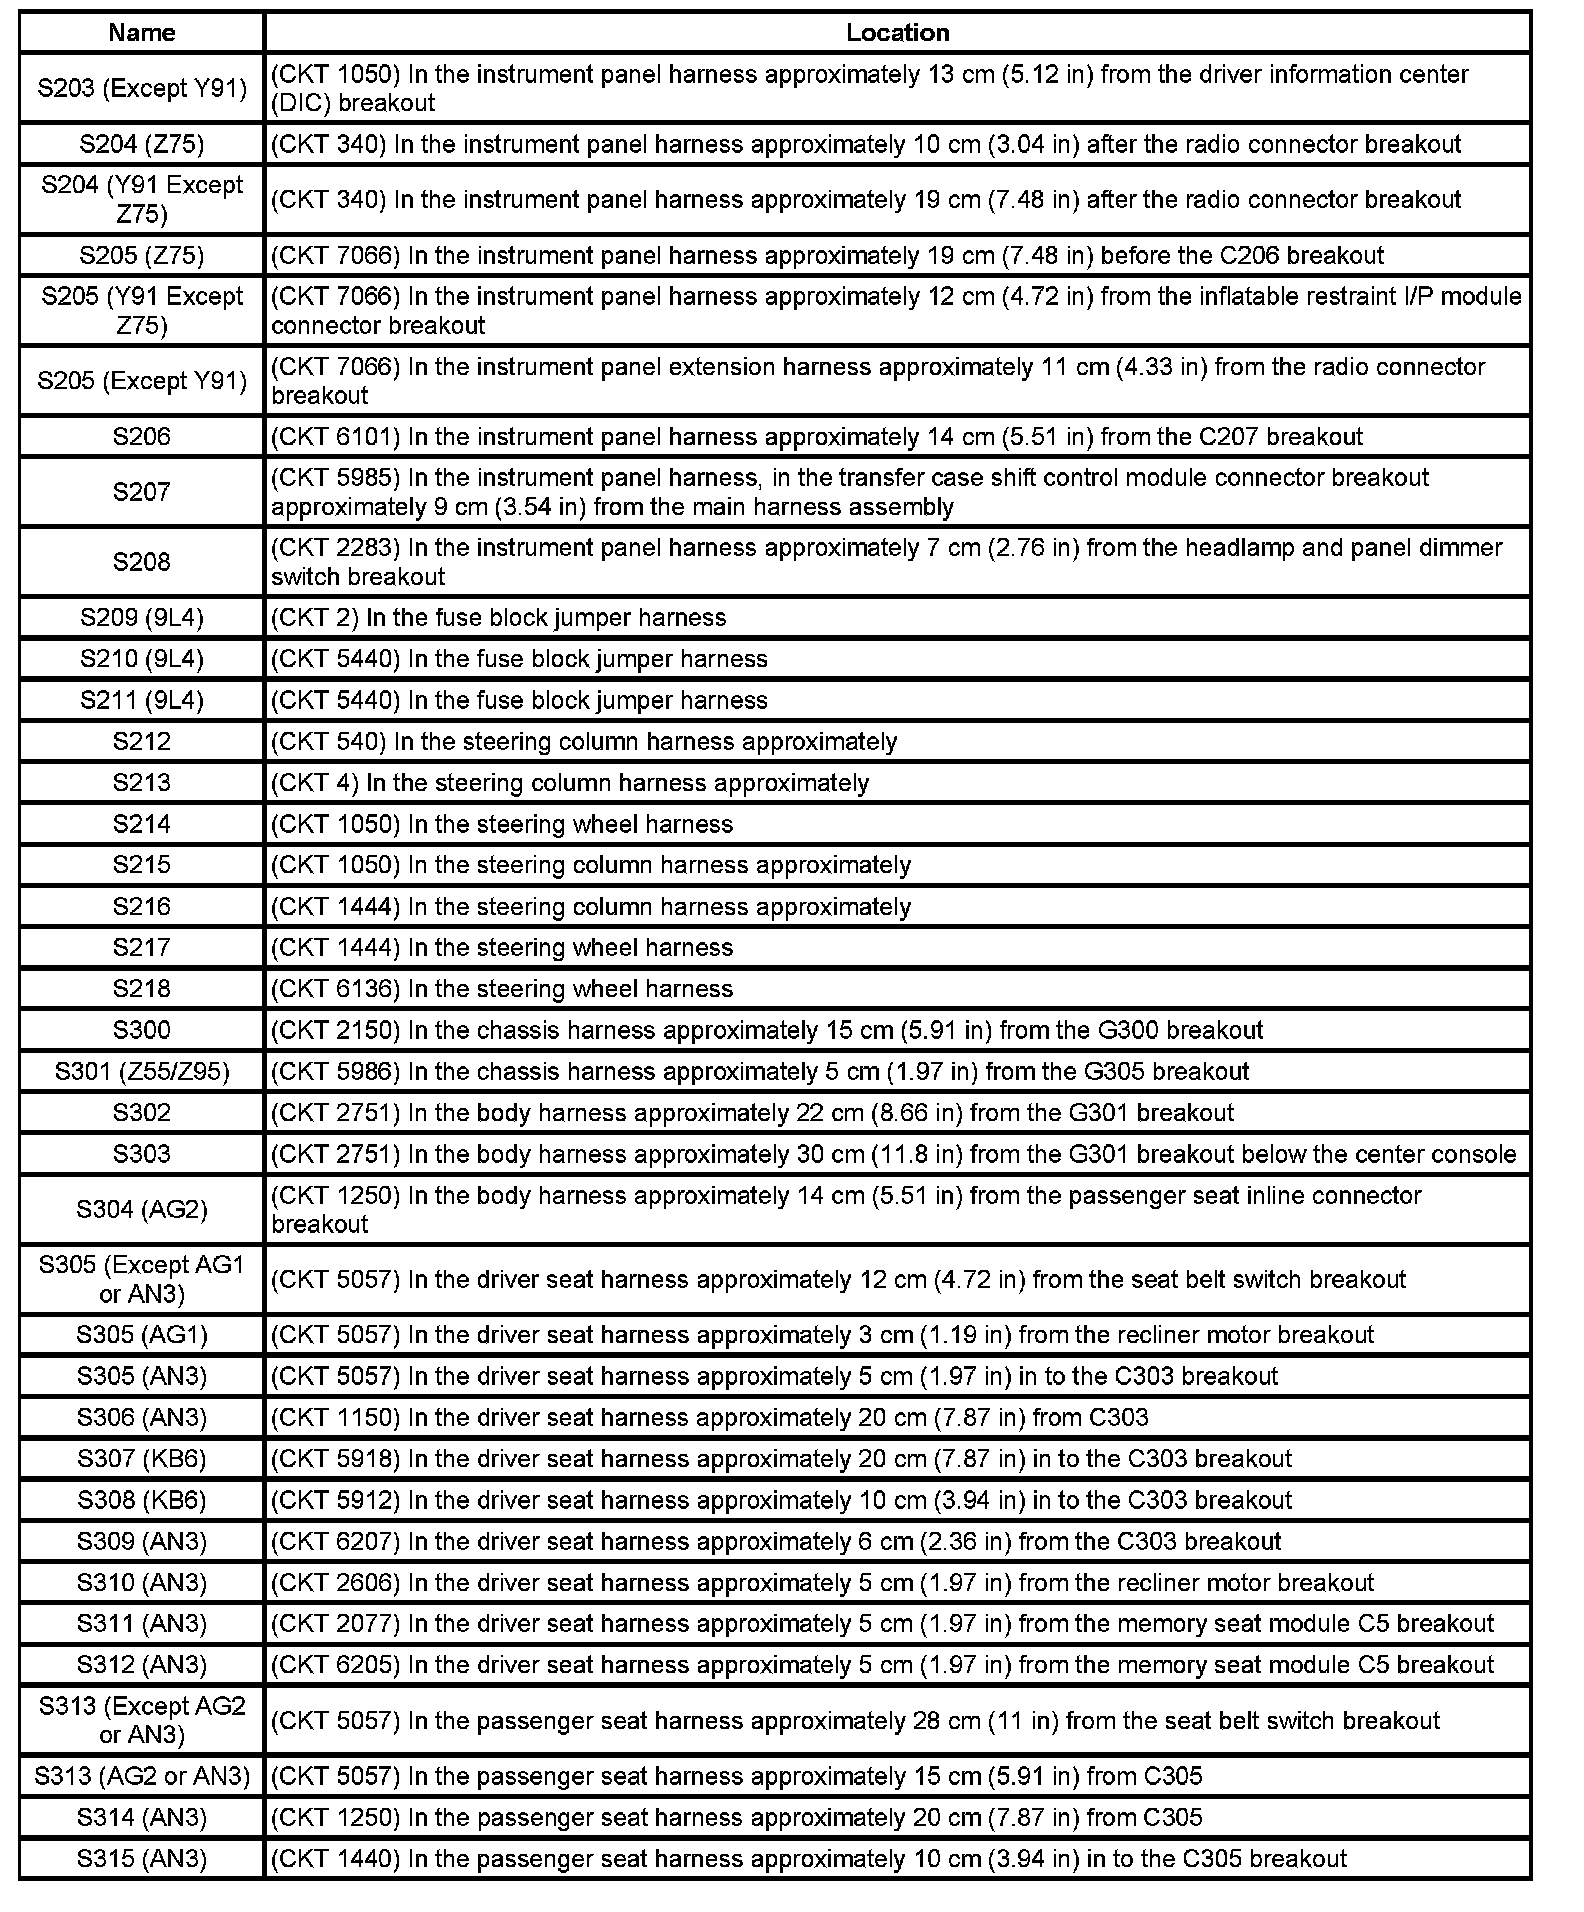 Name Location
S203 (Except Y91) (CKT 1050) In the instrument panel harness approximately 13 cm (5.12 in) from the driver information center
(DIC) breakout
S204 (Z75) (CKT 340) In the instrument panel harness approximately 10 cm (3.04 in) after the radio connector breakout
S204 (Y91 Except
Z75) (CKT 340) In the instrument panel harness approximately 19 cm (7.48 in) after the radio connector breakout
S205 (Z75) (CKT 7066) In the instrument panel harness approximately 19 cm (7.48 in) before the C206 breakout
S205 (Y91 Except
Z75) (CKT 7066) In the instrument panel harness approximately 12 cm (4.72 in) from the inflatable restraint I/P module
connector breakout
S205 (Except Y91) (CKT 7066) In the instrument panel extension harness approximately 11 cm (4.33 in) from the radio connector
breakout
S206 (CKT 6101) In the instrument panel harness approximately 14 cm (5.51 in) from the C207 breakout
S207 (CKT 5985) In the instrument panel harness, in the transfer case shift control module connector breakout
approximately 9 cm (3.54 in) from the main harness assembly
S208 (CKT 2283) In the instrument panel harness approximately 7 cm (2.76 in) from the headlamp and panel dimmer
switch breakout
S209 (9L4) (CKT 2) In the fuse block jumper harness
S210 (9L4) (CKT 5440) In the fuse block jumper harness
S211 (9L4) (CKT 5440) In the fuse block jumper harness
S212 (CKT 540) In the steering column harness approximately
S213 (CKT 4) In the steering column harness approximately
S214 (CKT 1050) In the steering wheel harness
S215 (CKT 1050) In the steering column harness approximately
S216 (CKT 1444) In the steering column harness approximately
S217 (CKT 1444) In the steering wheel harness
S218 (CKT 6136) In the steering wheel harness
S300 (CKT 2150) In the chassis harness approximately 15 cm (5.91 in) from the G300 breakout
S301 (Z55/Z95) (CKT 5986) In the chassis harness approximately 5 cm (1.97 in) from the G305 breakout
S302 (CKT 2751) In the body harness approximately 22 cm (8.66 in) from the G301 breakout
S303 (CKT 2751) In the body harness approximately 30 cm (11.8 in) from the G301 breakout below the center console
S304 (AG2) (CKT 1250) In the body harness approximately 14 cm (5.51 in) from the passenger seat inline connector
breakout
S305 (Except AG1
or AN3) (CKT 5057) In the driver seat harness approximately 12 cm (4.72 in) from the seat belt switch breakout
S305 (AG1) (CKT 5057) In the driver seat harness approximately 3 cm (1.19 in) from the recliner motor breakout
S305 (AN3) (CKT 5057) In the driver seat harness approximately 5 cm (1.97 in) in to the C303 breakout
S306 (AN3) (CKT 1150) In the driver seat harness approximately 20 cm (7.87 in) from C303
S307 (KB6) (CKT 5918) In the driver seat harness approximately 20 cm (7.87 in) in to the C303 breakout
S308 (KB6) (CKT 5912) In the driver seat harness approximately 10 cm (3.94 in) in to the C303 breakout
S309 (AN3) (CKT 6207) In the driver seat harness approximately 6 cm (2.36 in) from the C303 breakout
S310 (AN3) (CKT 2606) In the driver seat harness approximately 5 cm (1.97 in) from the recliner motor breakout
S311 (AN3) (CKT 2077) In the driver seat harness approximately 5 cm (1.97 in) from the memory seat module C5 breakout
S312 (AN3) (CKT 6205) In the driver seat harness approximately 5 cm (1.97 in) from the memory seat module C5 breakout
S313 (Except AG2
or AN3) (CKT 5057) In the passenger seat harness approximately 28 cm (11 in) from the seat belt switch breakout
S313 (AG2 or AN3) (CKT 5057) In the passenger seat harness approximately 15 cm (5.91 in) from C305
S314 (AN3) (CKT 1250) In the passenger seat harness approximately 20 cm (7.87 in) from C305
S315 (AN3) (CKT 1440) In the passenger seat harness approximately 10 cm (3.94 in) in to the C305 breakout